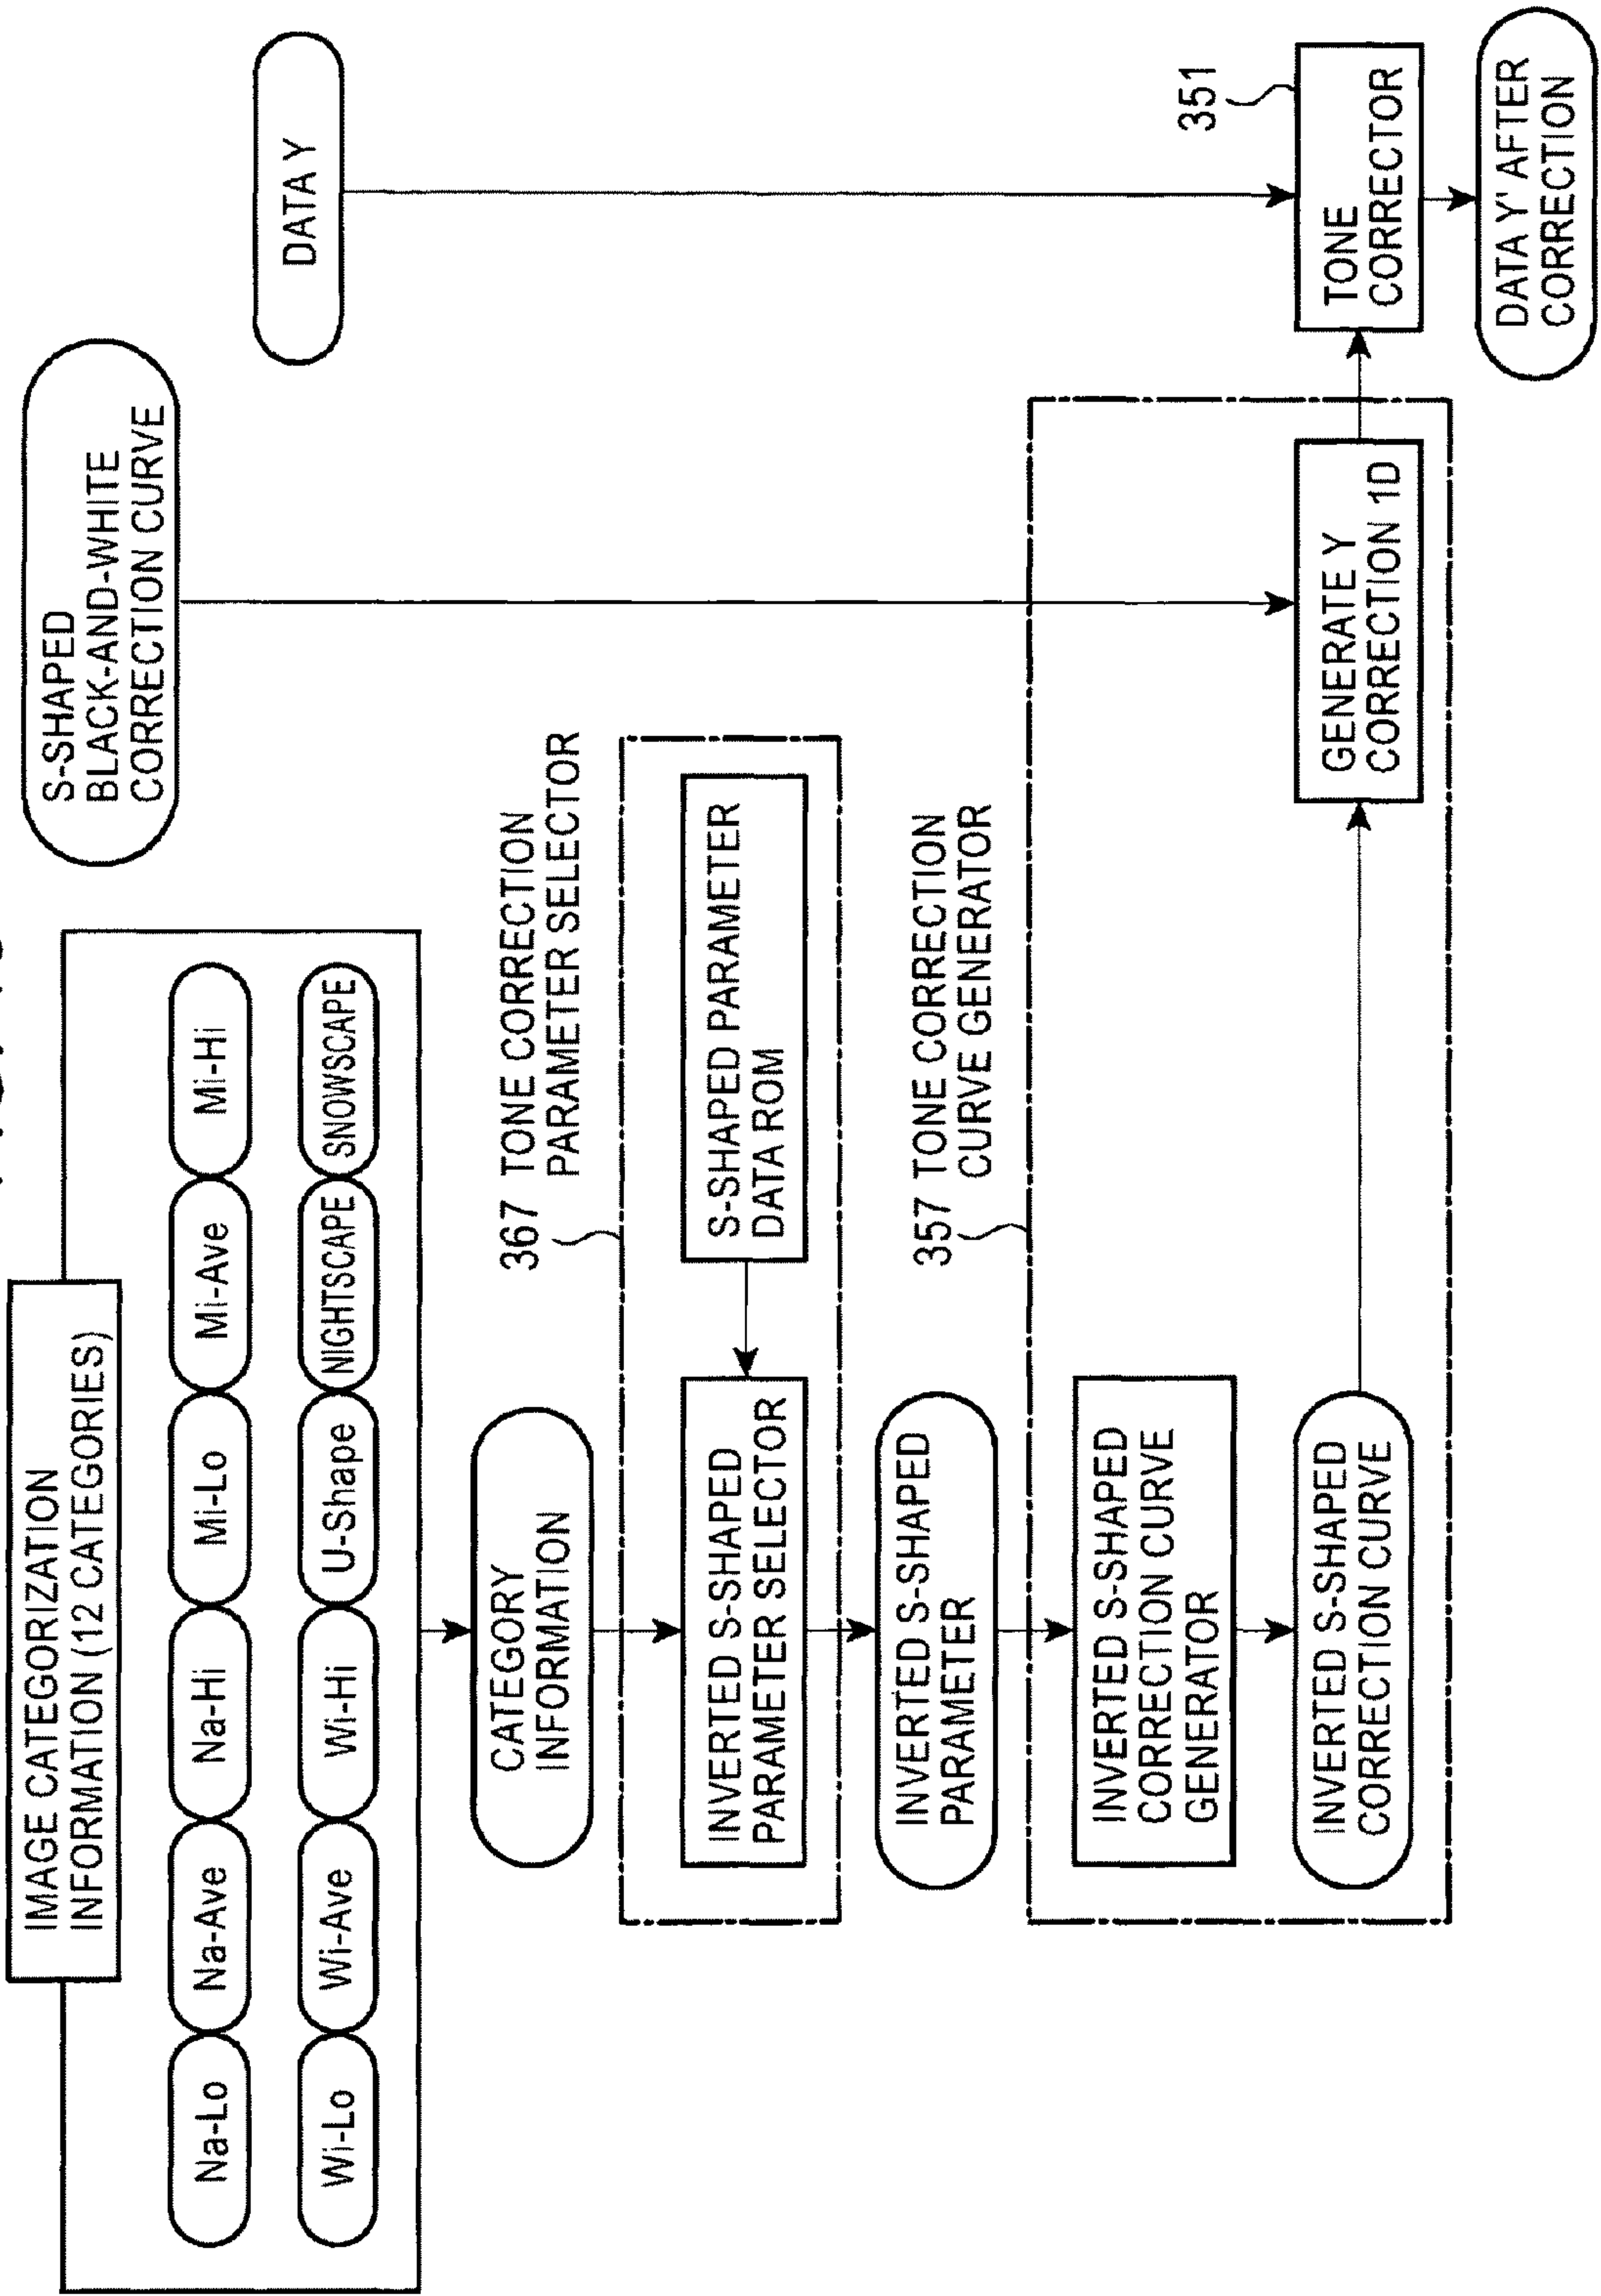 IMAGE CATEGORIZATION
INFORMATION (12 CATEGORIES)
Na-Lo
Na-Ave
Na-Hi
Mi-Lo
Mi-Ave
Mi-Hi
Wi-Lo
Wi-Ave
Wi-Hi
U-Shape
NIGHTSCAPE
SNOWSCAPE
S-SHAPED
BLACK-AND-WHITE
CORRECTION CURVE
DATA Y
CATEGORY
INFORMATION
367 TONE CORRECTION
PARAMETER SELECTOR
INVERTED S-SHAPED
PARAMETER SELECTOR
S-SHAPED PARAMETER
DATA ROM
INVERTED S-SHAPED
PARAMETER
357 TONE CORRECTION
CURVE GENERATOR
INVERTED S-SHAPED
CORRECTION CURVE
GENERATOR
INVERTED S-SHAPED
CORRECTION CURVE
GENERATE Y
CORRECTION 1D
351
TONE
CORRECTOR
DATA Y' AFTER
CORRECTION